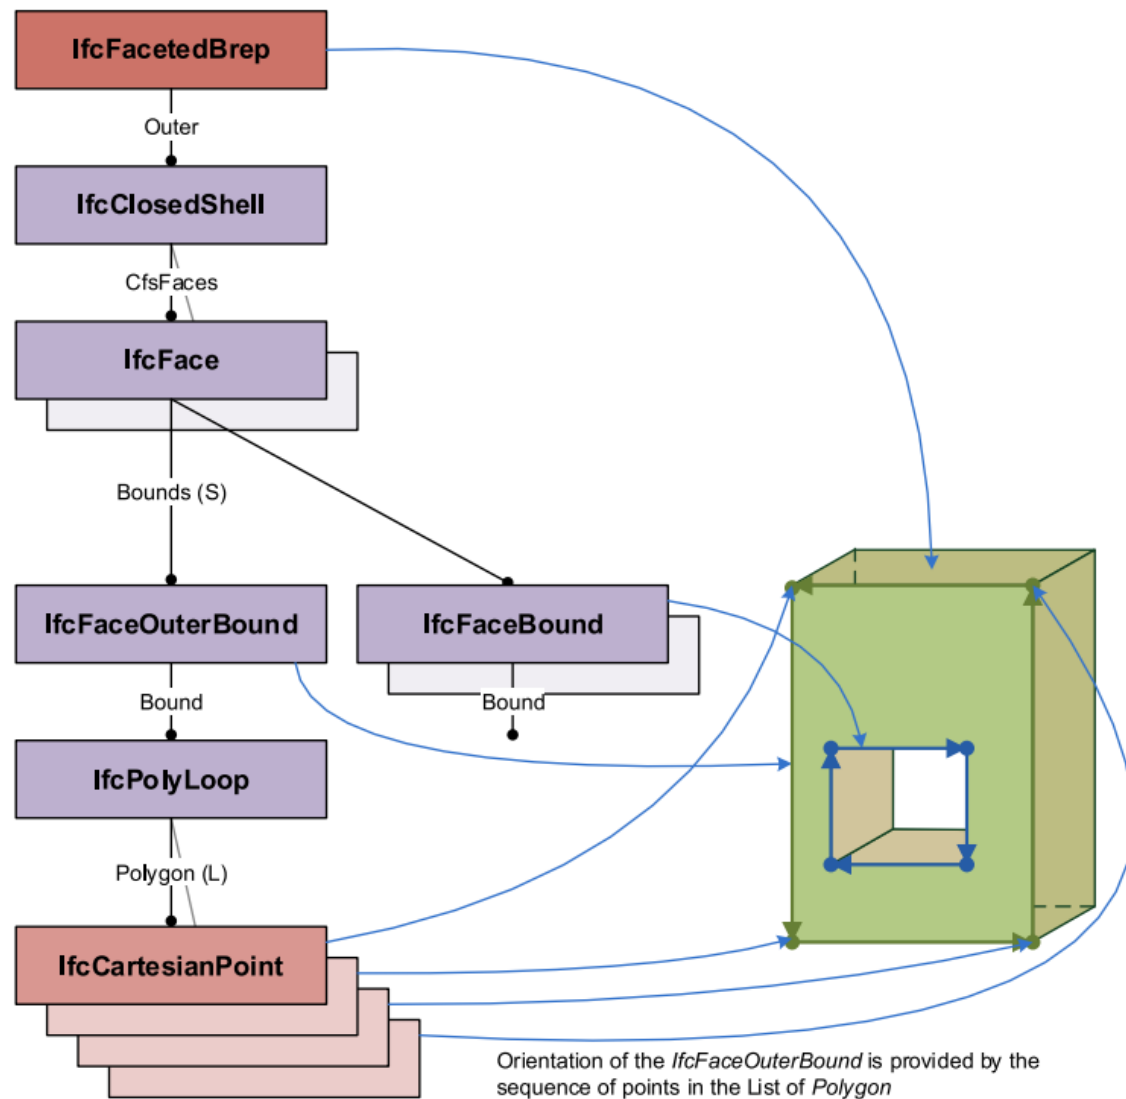 IfcFacetedBrep
Outer
IfcClosedShell
CfsFaces
IfcFace
Bounds (S)
IfcFaceOuterBound
IfcFaceBound
Bound
Bound
IfcPolyLoop
Polygon (L)
IfcCartesianPoint
Orientation of the IfcFaceOuterBound is provided by the
sequence of points in the List of Polygon